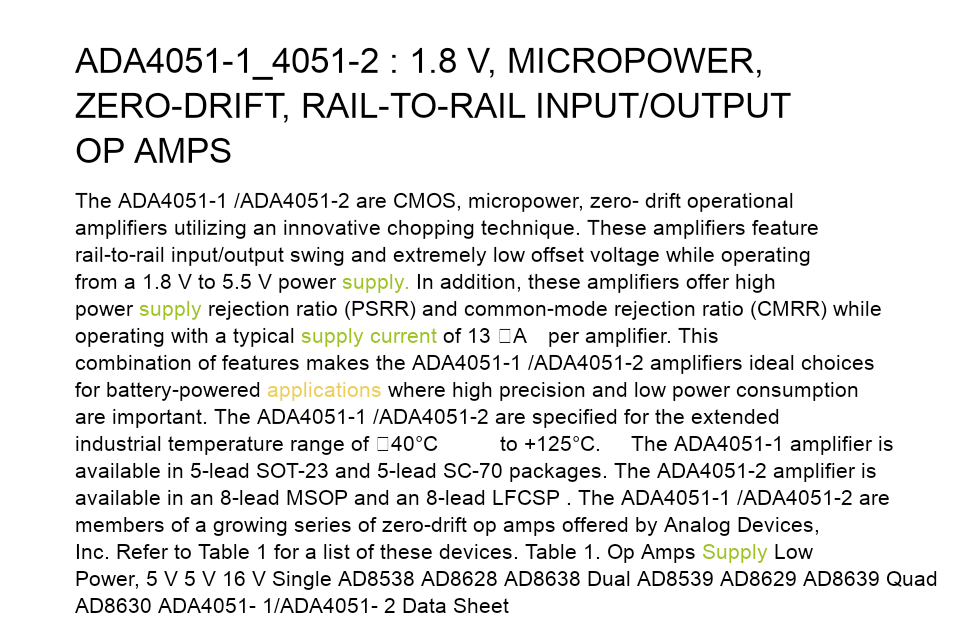 ADA4051-1_4051-2 : 1.8 V, MICROPOWER,
ZERO-DRIFT, RAIL-TO-RAIL INPUT/OUTPUT
OP AMPS
The ADA4051-1 /ADA4051-2 are CMOS, micropower, zero- drift operational
amplifiers utilizing an innovative chopping technique. These amplifiers feature
rail-to-rail input/output swing and extremely low offset voltage while operating
from a 1.8 V to 5.5 V power supply. In addition, these amplifiers offer high
power supply rejection ratio (PSRR) and common-mode rejection ratio (CMRR) while
operating with a typical supply current of 13 □A per amplifier. This
combination of features makes the ADA4051-1 /ADA4051-2 amplifiers ideal choices
for battery-powered applications where high precision and low power consumption
are important. The ADA4051-1 /ADA4051-2 are specified for the extended
industrial temperature range of □40°C to +125°C. The ADA4051-1 amplifier is
available in 5-lead SOT-23 and 5-lead SC-70 packages. The ADA4051-2 amplifier is
available in an 8-lead MSOP and an 8-lead LFCSP . The ADA4051-1 /ADA4051-2 are
members of a growing series of zero-drift op amps offered by Analog Devices,
Inc. Refer to Table 1 for a list of these devices. Table 1. Op Amps Supply Low
Power, 5 V 5 V 16 V Single AD8538 AD8628 AD8638 Dual AD8539 AD8629 AD8639 Quad
AD8630 ADA4051- 1/ADA4051- 2 Data Sheet